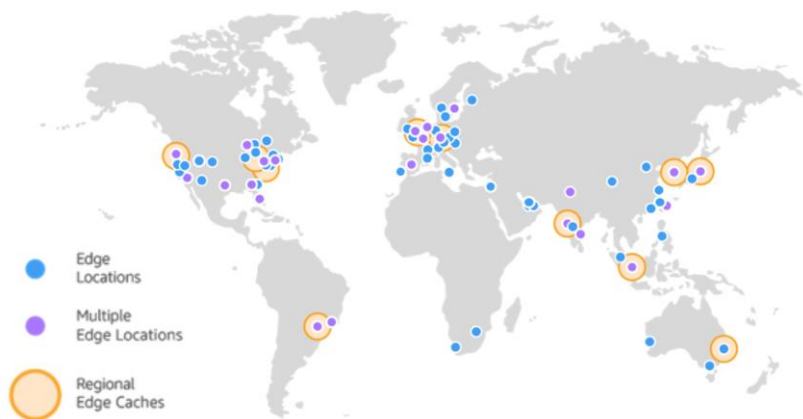 Edge
Locations
Multiple
Edge Locations
Regional
Edge Caches